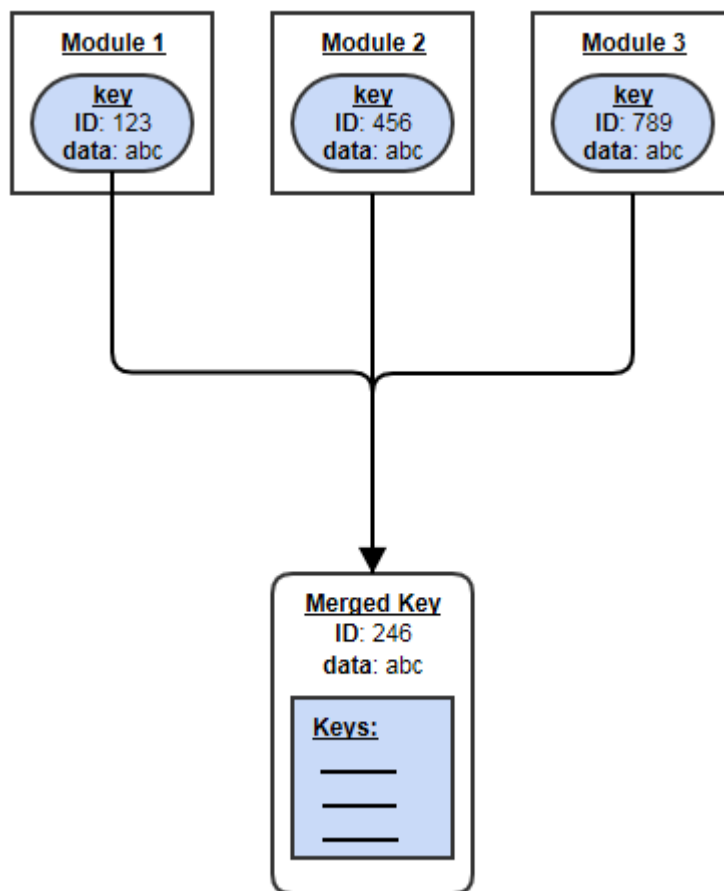 Module 1
key
ID: 123
data: abc
Module 2
key
ID: 456
data: abc
Module 3
key
ID: 789
data: abc
Merged Key
ID: 246
data: abc
Keys: